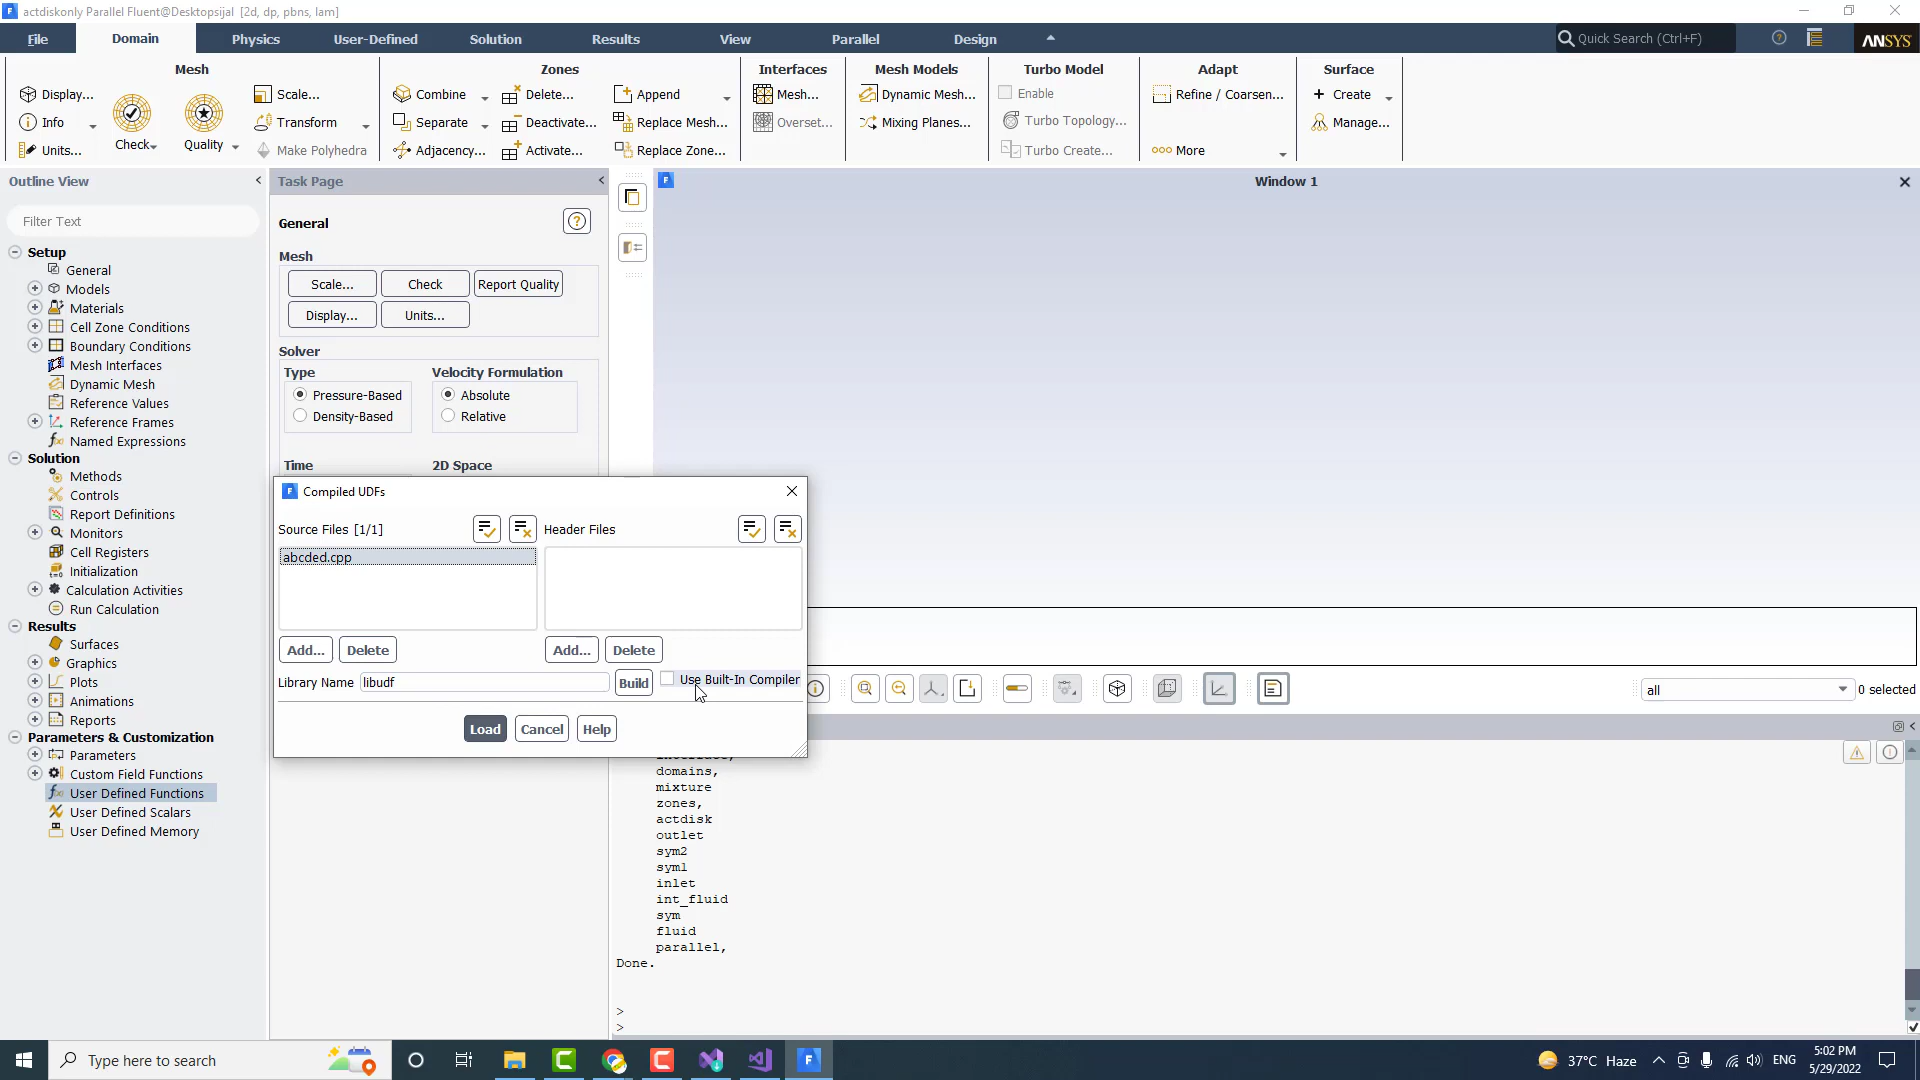 actdiskonly Parallel Fluent@Desktopsijal [2d, dp, pbns, lam]
File Domain Physics User-Defined Solution Results View Parallel Design Quick Search (Ctrl+F) ANSYS
Mesh Zones Interfaces Mesh Models Turbo Model Adapt Surface
Display... Scale... Combine Delete... Append Mesh... Dynamic Mesh... Enable Refine / Coarsen... Create
Info Transform Separate Deactivate... Replace Mesh... Overset... Mixing Planes... Turbo Topology... Manage...
Check Quality
Units... Make Polyhedra Adjacency... Activate... Replace Zone... Turbo Create... More
Outline View
Filter Text
Setup
General
Models
Materials
Cell Zone Conditions
Boundary Conditions
Mesh Interfaces
Dynamic Mesh
Reference Values
Reference Frames
Named Expressions
Solution
Methods
Controls
Report Definitions
Monitors
Cell Registers
Initialization
Calculation Activities
Run Calculation
Results
Surfaces
Graphics
Plots
Animations
Reports
Parameters & Customization
Parameters
Custom Field Functions
User Defined Functions
User Defined Scalars
User Defined Memory
Task Page
General
Mesh
Scale... Check Report Quality
Display... Units...
Solver
Type Velocity Formulation
Pressure-Based Absolute
Density-Based Relative
Time 2D Space
Window 1
Compiled UDFs
Source Files [1/1] Header Files
abcded.cpp
Add... Delete Add... Delete
Library Name libudf Build Use Built-In Compiler
Load Cancel Help
all 0 selected
domains,
mixture
zones,
actdisk
outlet
sym2
sym1
inlet
int_fluid
sym
fluid
parallel,
Done.
>
>
Type here to search
37°C Haze ENG 5:02 PM
5/29/2022